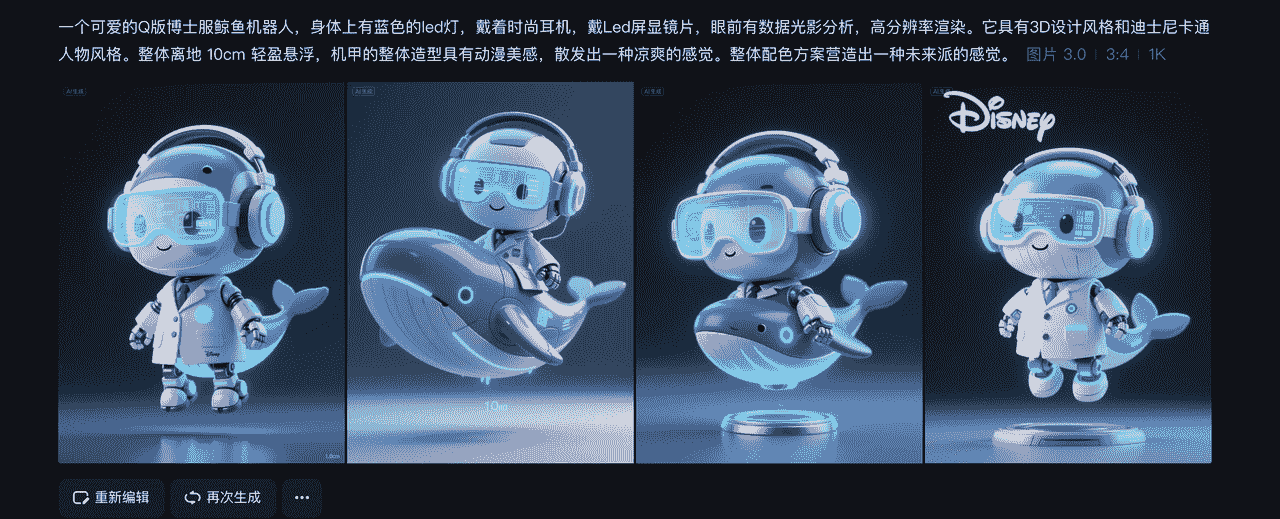 一个可爱的Q版博士服鲸鱼机器人，身体上有蓝色的led灯，戴着时尚耳机，戴Led屏显镜片，眼前有数据光影分析，高分辨率渲染。它具有3D设计风格和迪士尼卡通
人物风格。整体离地 10cm 轻盈悬浮，机甲的整体造型具有动漫美感，散发出一种凉爽的感觉。整体配色方案营造出一种未来派的感觉。 图片 3.0 | 3:4 | 1K
AI生成
AI生成
AI生成
AI生成
Disney
Disney
重新编辑
再次生成